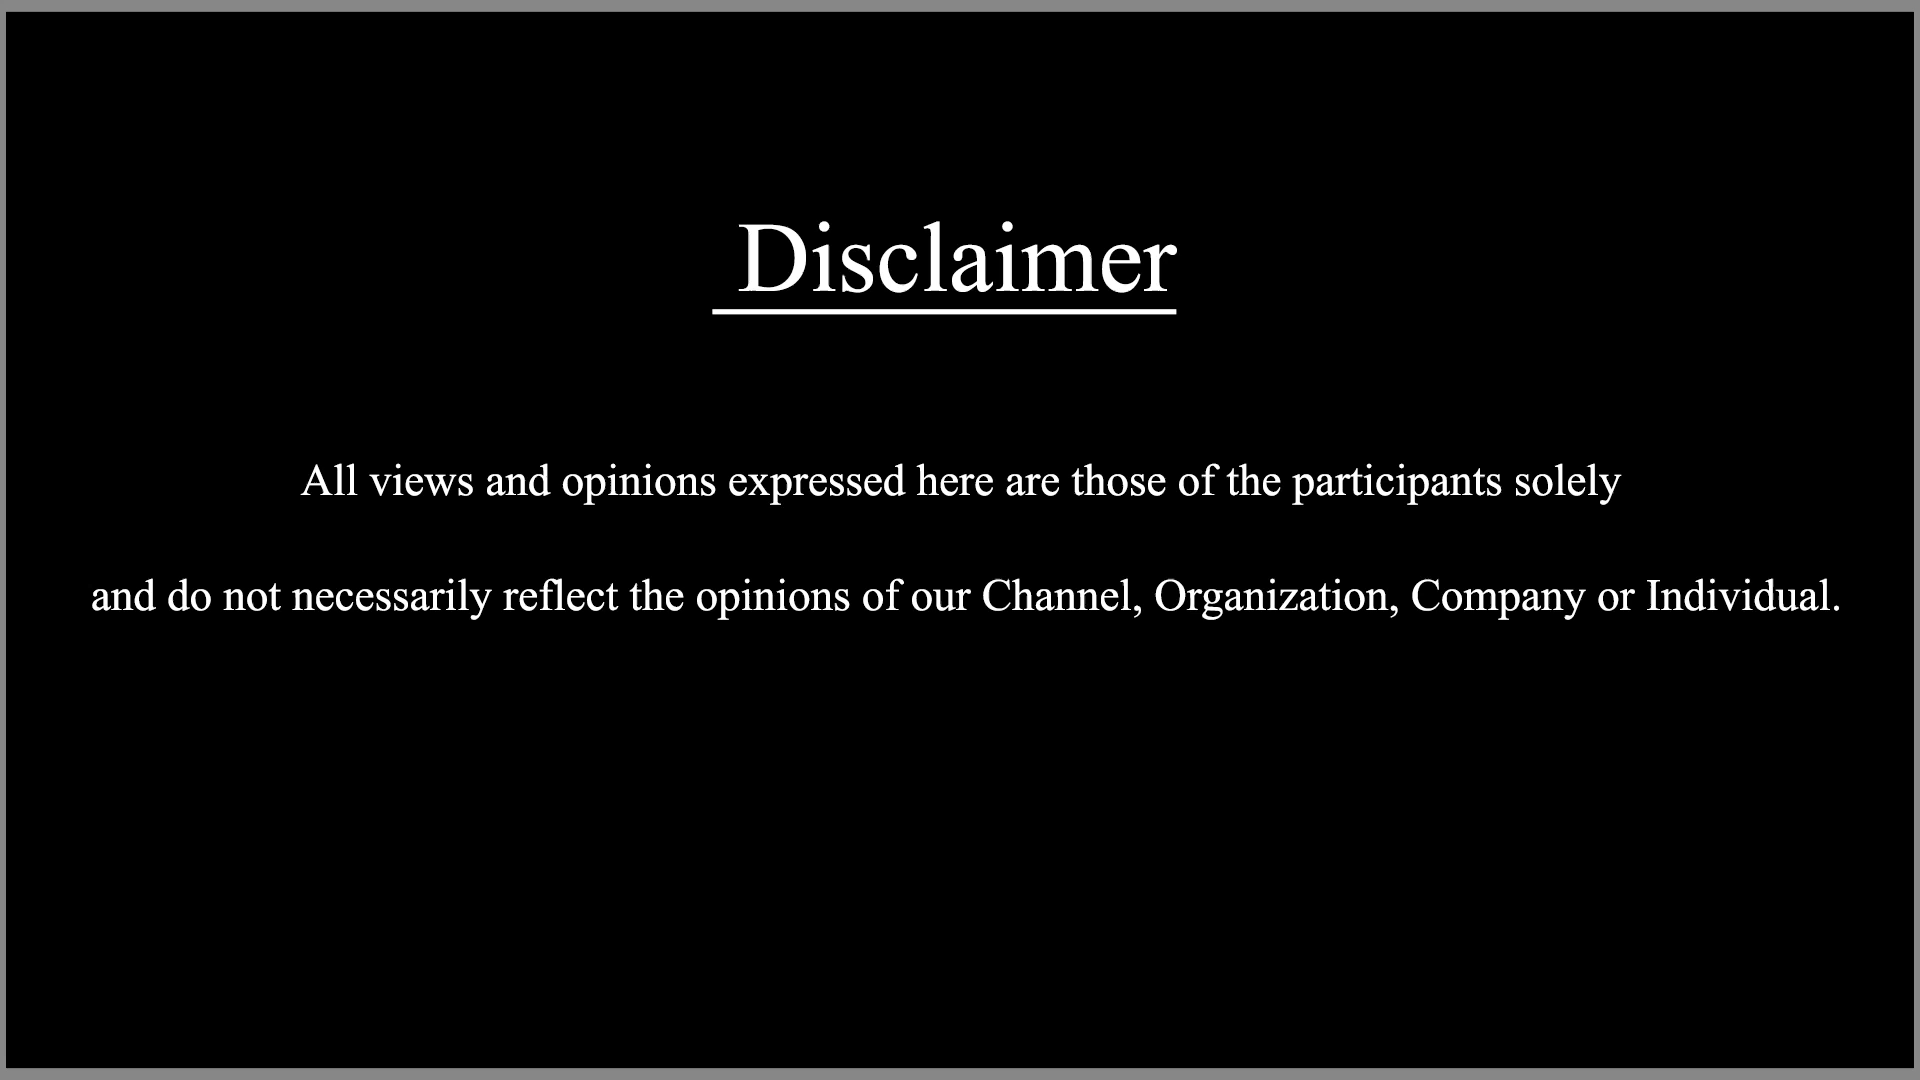 Disclaimer
All views and opinions expressed here are those of the participants solely
and do not necessarily reflect the opinions of our Channel, Organization, Company or Individual.